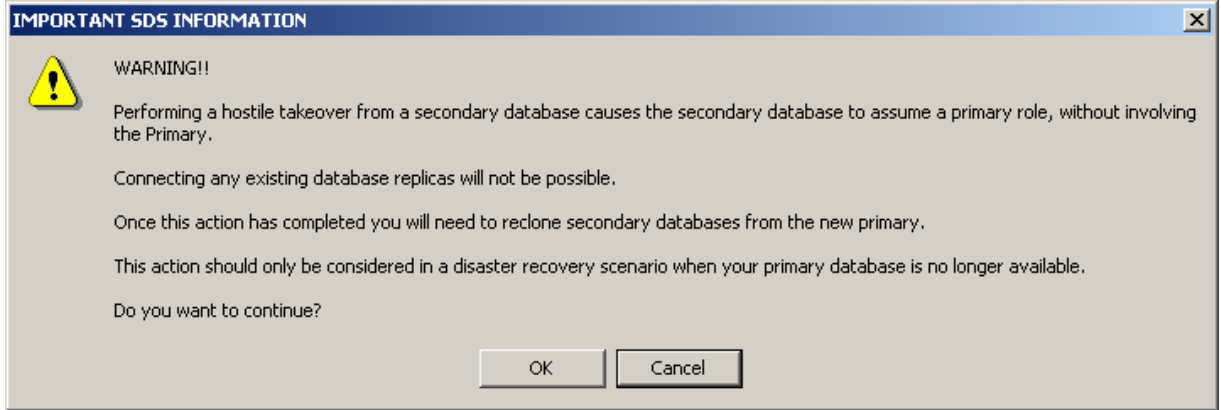 IMPORTANT SDS INFORMATION
WARNING!!
Performing a hostile takeover from a secondary database causes the secondary database to assume a primary role, without involving
the Primary.
Connecting any existing database replicas will not be possible.
Once this action has completed you will need to reclone secondary databases from the new primary.
This action should only be considered in a disaster recovery scenario when your primary database is no longer available.
Do you want to continue?
OK
Cancel